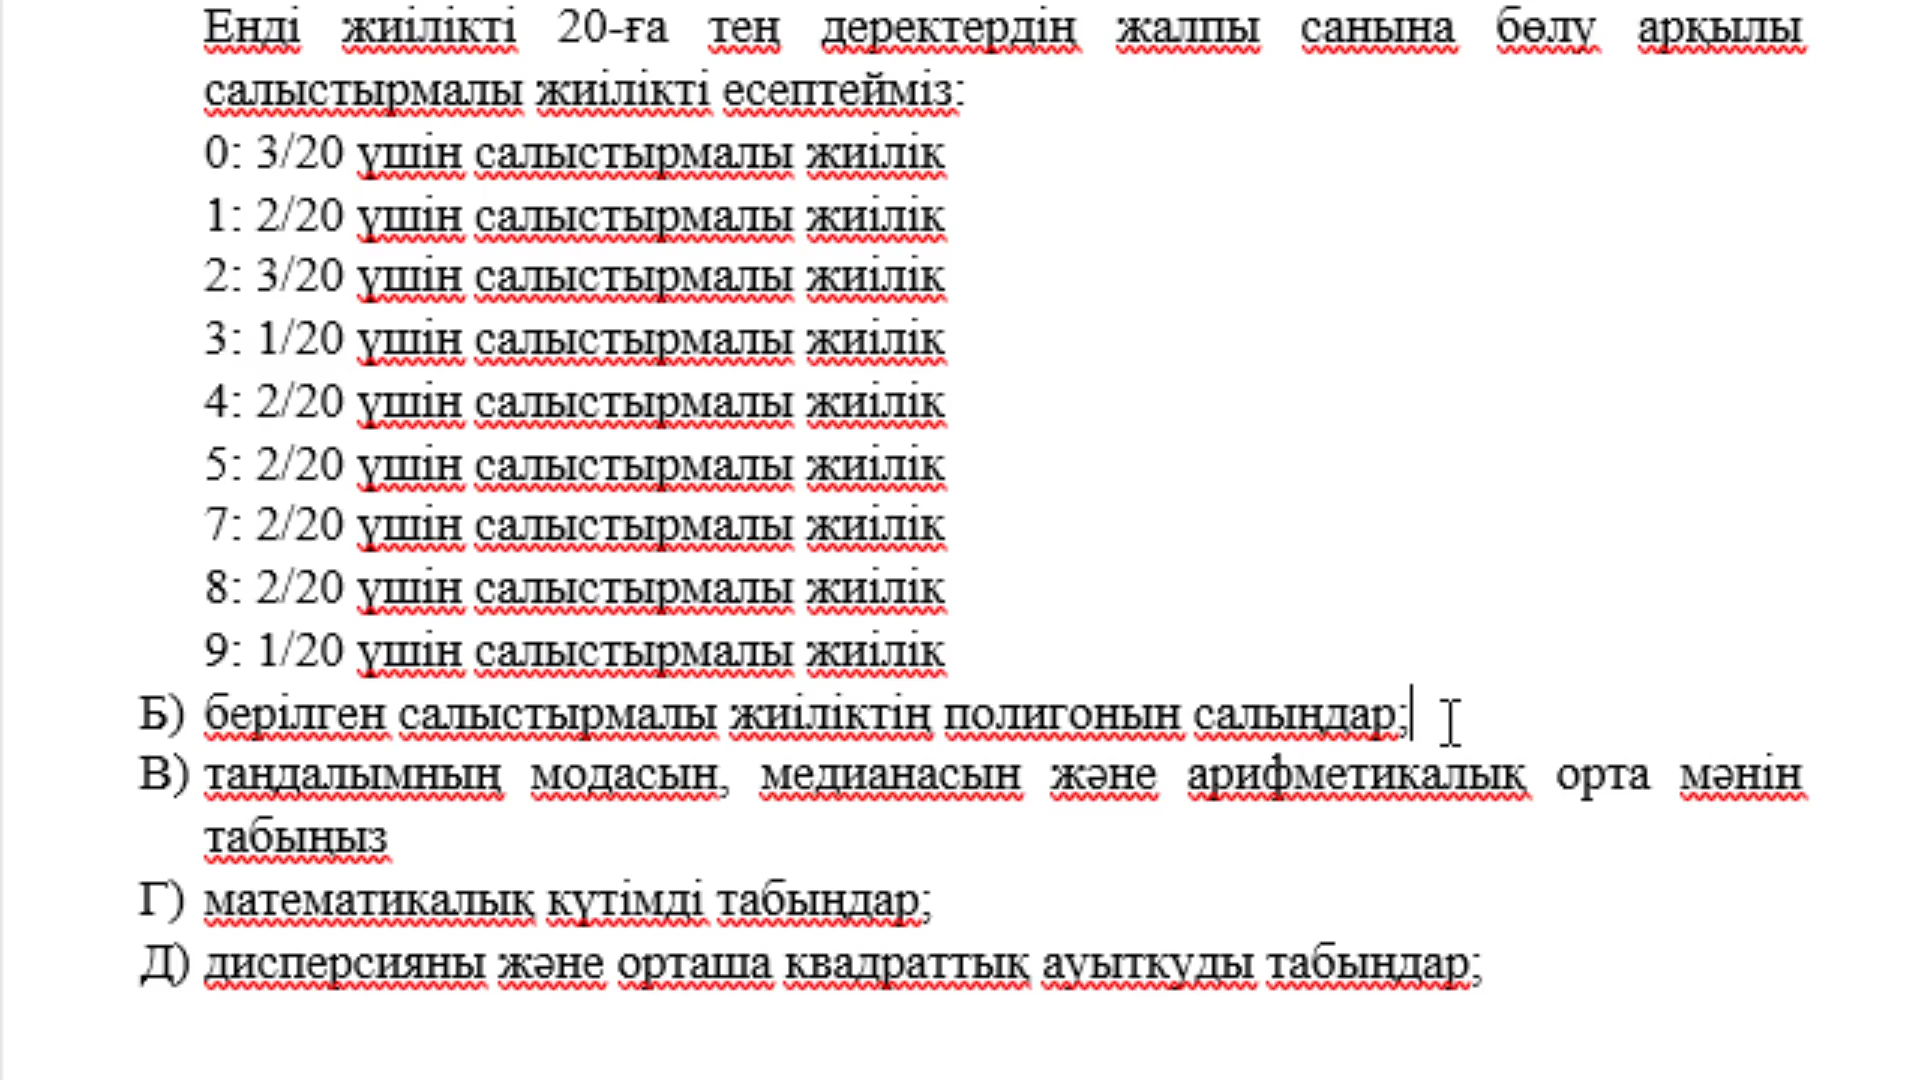 Енді жиілікті 20-ға тең деректердің жалпы санына бөлу арқылы
салыстырмалы жиілікті есептейміз:
0: 3/20 үшін салыстырмалы жиілік
1: 2/20 үшін салыстырмалы жиілік
2: 3/20 үшін салыстырмалы жиілік
3: 1/20 үшін салыстырмалы жиілік
4: 2/20 үшін салыстырмалы жиілік
5: 2/20 үшін салыстырмалы жиілік
7: 2/20 үшін салыстырмалы жиілік
8: 2/20 үшін салыстырмалы жиілік
9: 1/20 үшін салыстырмалы жиілік
Б) берілген салыстырмалы жиіліктің полигонын салыңдар;
В) таңдалымның модасын, медианасын және арифметикалық орта мәнін
табыңыз
Г) математикалық күтімді табыңдар;
Д) дисперсияны және орташа квадраттық ауытқуды табыңдар;